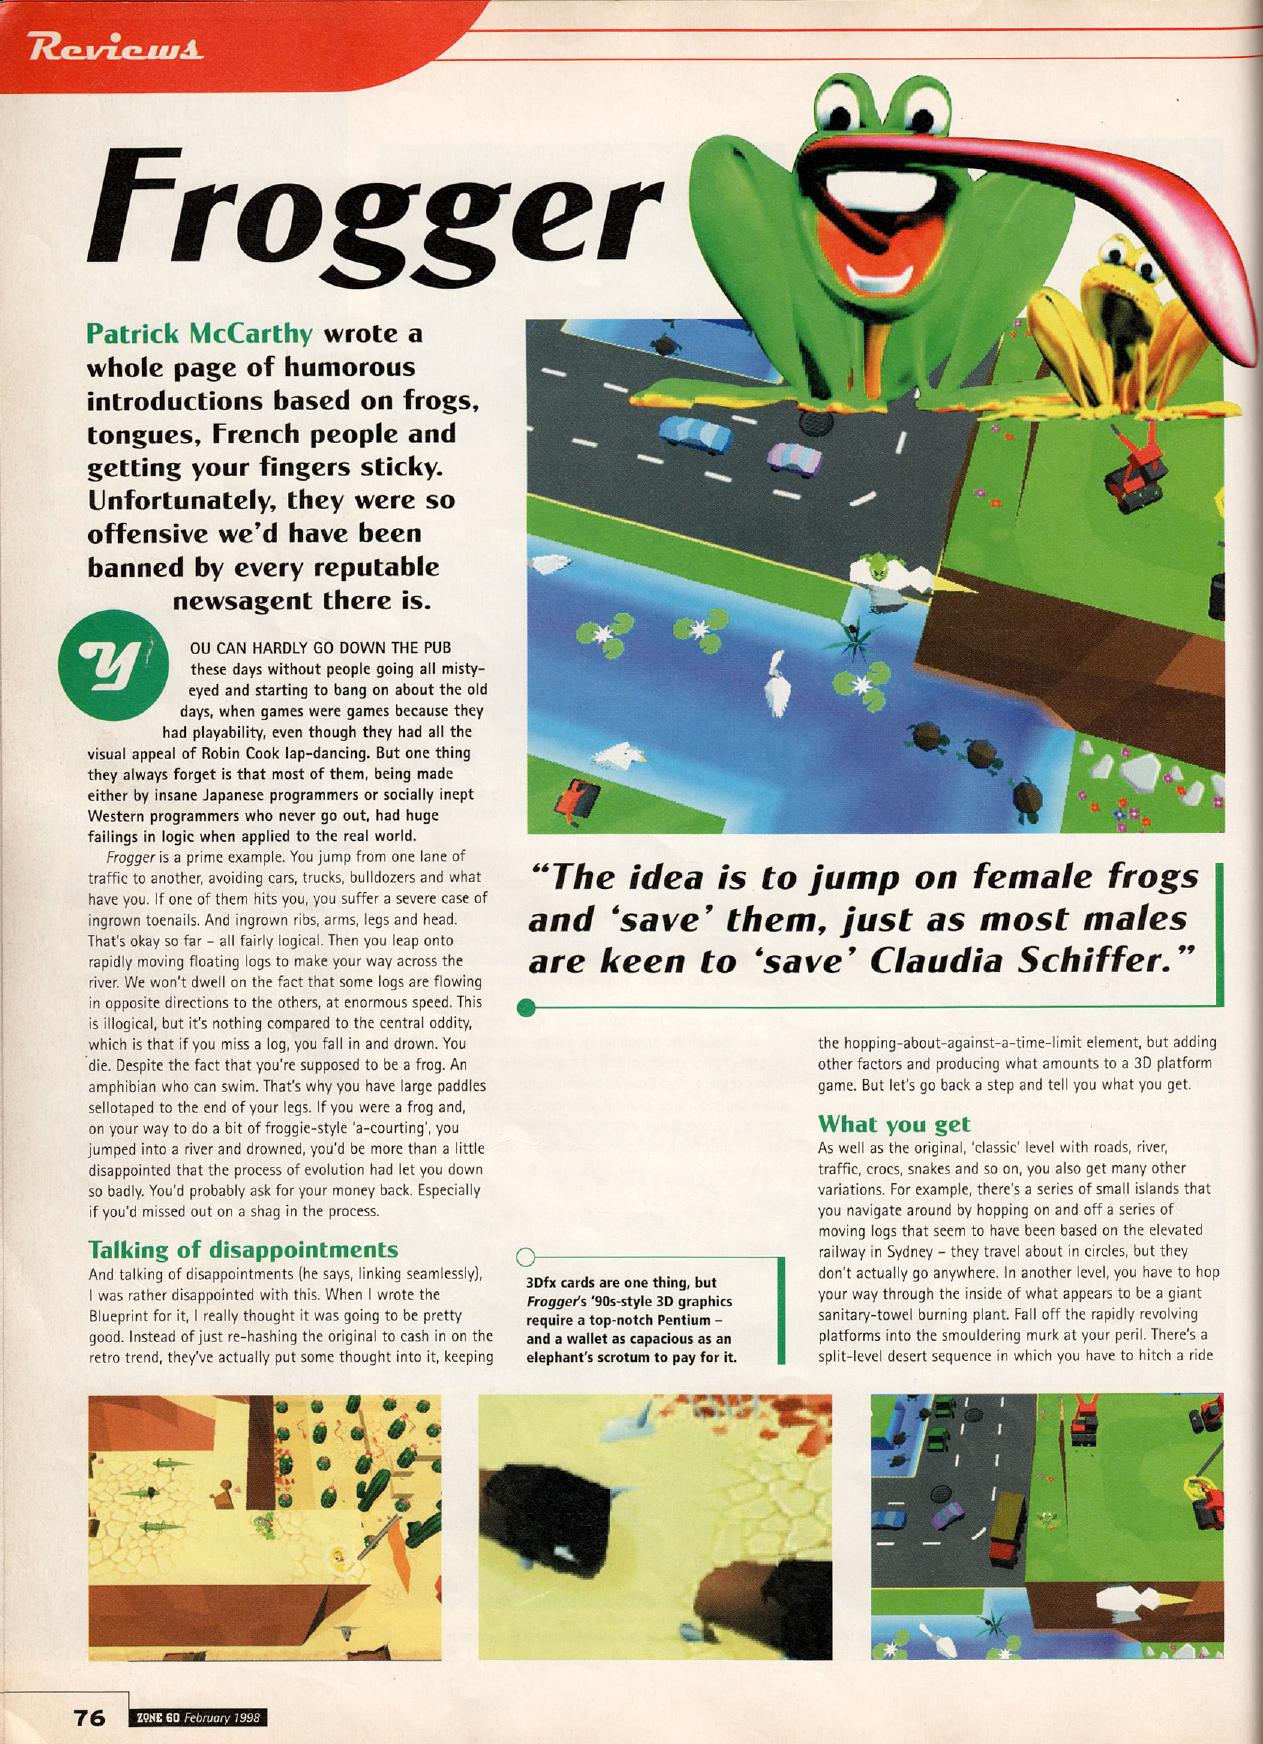 Reviews
Frogger
Patrick McCarthy wrote a
whole page of humorous
introductions based on frogs,
tongues, French people and
getting your fingers sticky.
Unfortunately, they were so
offensive we'd have been
banned by every reputable
newsagent there is.
YOU CAN HARDLY GO DOWN THE PUB
these days without people going all misty-
eyed and starting to bang on about the old
days, when games were games because they
had playability, even though they had all the
visual appeal of Robin Cook lap-dancing. But one thing
they always forget is that most of them, being made
either by insane Japanese programmers or socially inept
Western programmers who never go out, had huge
failings in logic when applied to the real world.
Frogger is a prime example. You jump from one lane of
traffic to another, avoiding cars, trucks, bulldozers and what
have you. If one of them hits you, you suffer a severe case of
ingrown toenails. And ingrown ribs, arms, legs and head.
That's okay so far – all fairly logical. Then you leap onto
rapidly moving floating logs to make your way across the
river. We won't dwell on the fact that some logs are flowing
in opposite directions to the others, at enormous speed. This
is illogical, but it's nothing compared to the central oddity,
which is that if you miss a log, you fall in and drown. You
die. Despite the fact that you're supposed to be a frog. An
amphibian who can swim. That's why you have large paddles
sellotaped to the end of your legs. If you were a frog and,
on your way to do a bit of froggie-style 'a-courting', you
jumped into a river and drowned, you'd be more than a little
disappointed that the process of evolution had let you down
so badly. You'd probably ask for your money back. Especially
if you'd missed out on a shag in the process.
Talking of disappointments
And talking of disappointments (he says, linking seamlessly),
I was rather disappointed with this. When I wrote the
Blueprint for it, I really thought it was going to be pretty
good. Instead of just re-hashing the original to cash in on the
retro trend, they've actually put some thought into it, keeping
"The idea is to jump on female frogs
and 'save' them, just as most males
are keen to 'save' Claudia Schiffer."
3Dfx cards are one thing, but
Frogger's '90s-style 3D graphics
require a top-notch Pentium –
and a wallet as capacious as an
elephant's scrotum to pay for it.
the hopping-about-against-a-time-limit element, but adding
other factors and producing what amounts to a 3D platform
game. But let's go back a step and tell you what you get.
What you get
As well as the original, 'classic' level with roads, river,
traffic, crocs, snakes and so on, you also get many other
variations. For example, there's a series of small islands that
you navigate around by hopping on and off a series of
moving logs that seem to have been based on the elevated
railway in Sydney – they travel about in circles, but they
don't actually go anywhere. In another level, you have to hop
your way through the inside of what appears to be a giant
sanitary-towel burning plant. Fall off the rapidly revolving
platforms into the smouldering murk at your peril. There's a
split-level desert sequence in which you have to hitch a ride
76 ZONE 60 February 1998